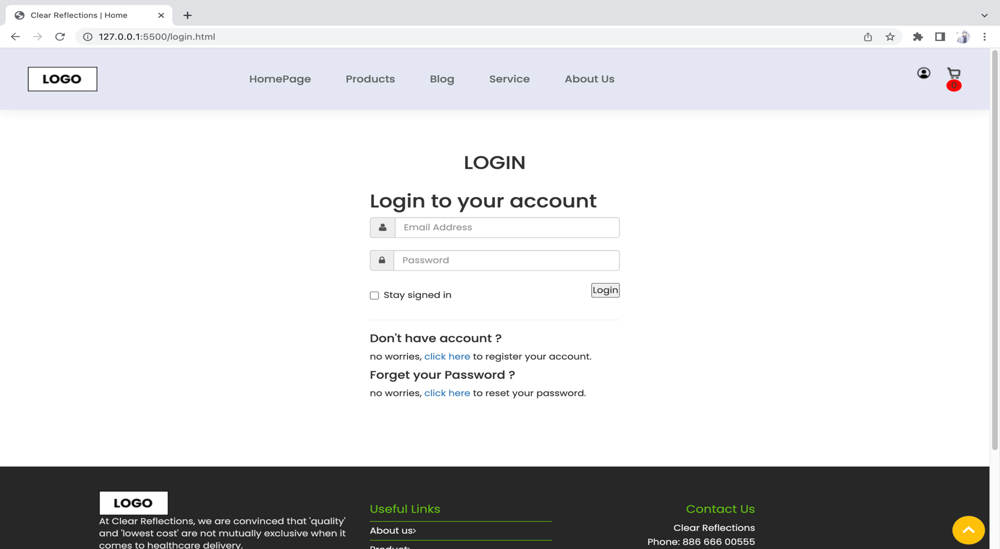 Clear Reflections | Home
127.0.0.1:5500/login.html
LOGO
HomePage
Products
Blog
Service
About Us
0
LOGIN
Login to your account
Email Address
Password
Stay signed in
Login
Don't have account ?
no worries, click here to register your account.
Forget your Password ?
no worries, click here to reset your password.
LOGO
At Clear Reflections, we are convinced that 'quality'
and 'lowest cost' are not mutually exclusive when it
comes to healthcare delivery.
Useful Links
About us>
Product>
Contact Us
Clear Reflections
Phone: 886 666 00555